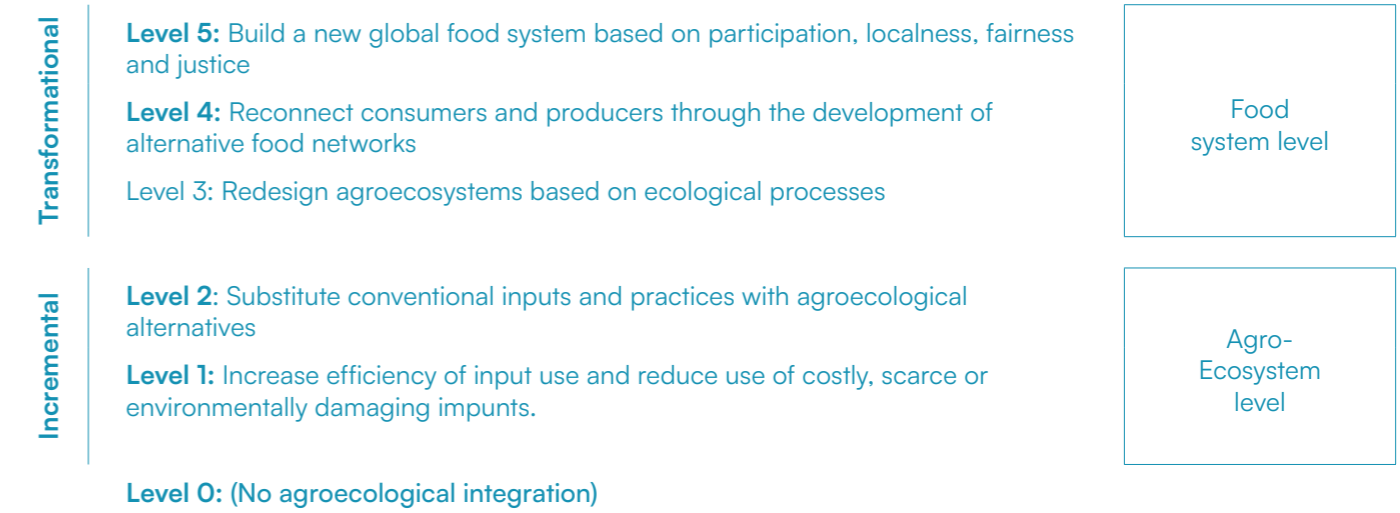 Transformational
Level 5: Build a new global food system based on participation, localness, fairness
and justice
Level 4: Reconnect consumers and producers through the development of
alternative food networks
Level 3: Redesign agroecosystems based on ecological processes
Food
system level
Incremental
Level 2: Substitute conventional inputs and practices with agroecological
alternatives
Level 1: Increase efficiency of input use and reduce use of costly, scarce or
environmentally damaging impunts.
Agro-
Ecosystem
level
Level 0: (No agroecological integration)